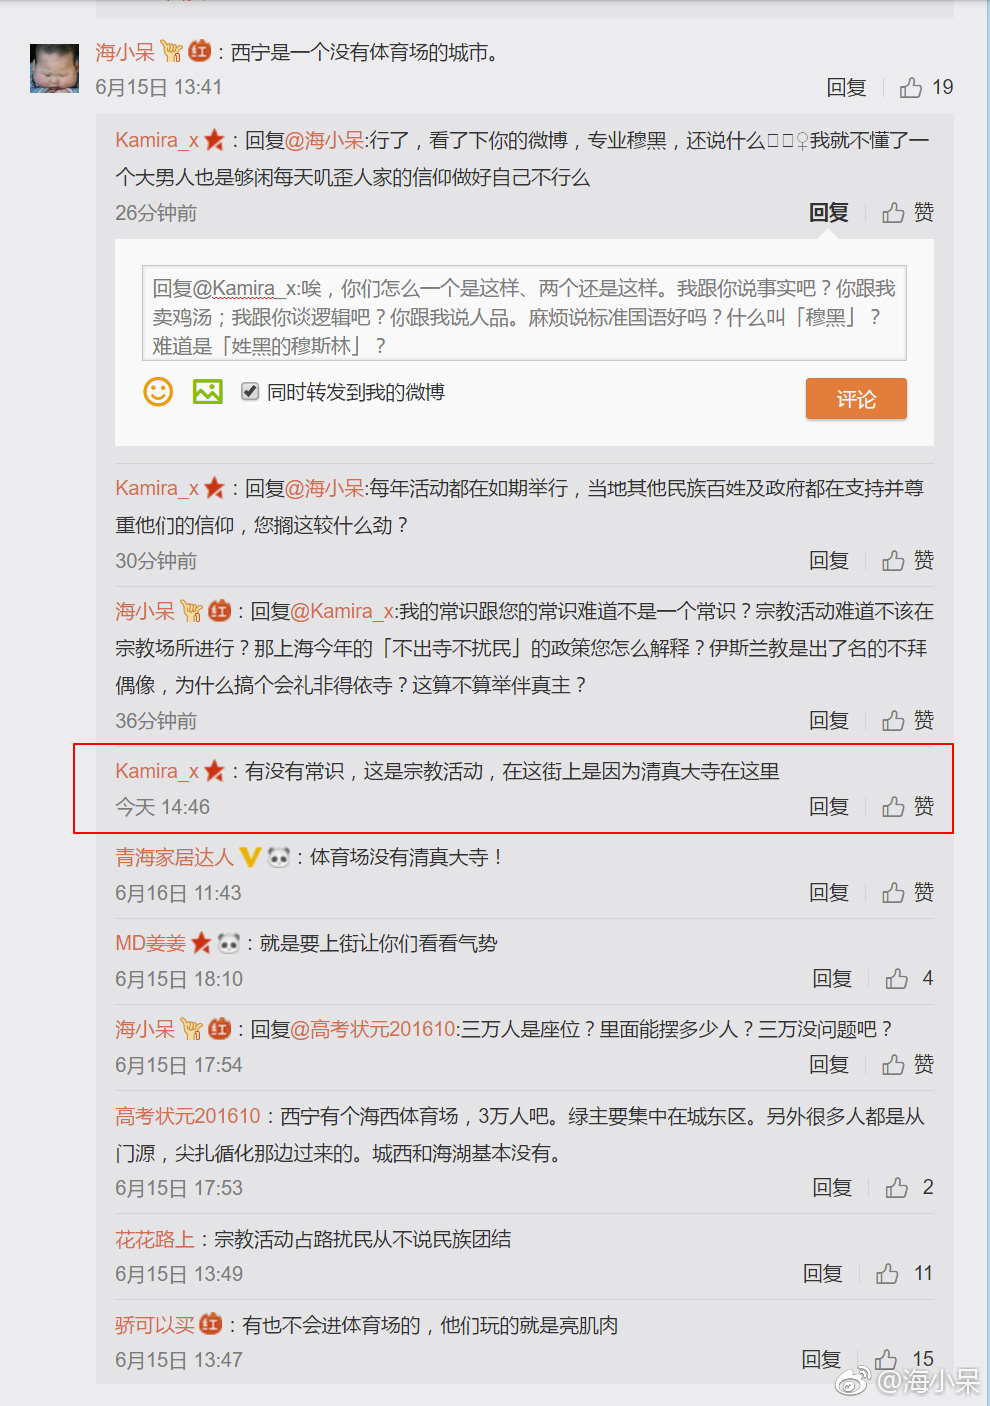 海小呆：西宁是一个没有体育场的城市。
6月15日 13:41
回复 19
Kamira_x：回复@海小呆:行了，看了下你的微博，专业穆黑，还说什么□□♀我就不懂了一
个大男人也是够闲每天叽歪人家的信仰做好自己不行么
26分钟前
回复 赞
回复@Kamira_x:唉，你们怎么一个是这样、两个还是这样。我跟你说事实吧？你跟我
卖鸡汤；我跟你谈逻辑吧？你跟我说人品。麻烦说标准国语好吗？什么叫「穆黑」？
难道是「姓黑的穆斯林」？
同时转发到我的微博
评论
Kamira_x：回复@海小呆:每年活动都在如期举行，当地其他民族百姓及政府都在支持并尊
重他们的信仰，您搁这较什么劲？
30分钟前
回复 赞
海小呆：回复@Kamira_x:我的常识跟您的常识难道不是一个常识？宗教活动难道不该在
宗教场所进行？那上海今年的「不出寺不扰民」的政策您怎么解释？伊斯兰教是出了名的不拜
偶像，为什么搞个会礼非得依寺？这算不算举伴真主？
36分钟前
回复 赞
Kamira_x：有没有常识，这是宗教活动，在这街上是因为清真大寺在这里
今天 14:46
回复 赞
青海家居达人：体育场没有清真大寺！
6月16日 11:43
回复 赞
MD姜姜：就是要上街让你们看看气势
6月15日 18:10
回复 4
海小呆：回复@高考状元201610:三万人是座位？里面能摆多少人？三万没问题吧？
6月15日 17:54
回复 赞
高考状元201610：西宁有个海西体育场，3万人吧。绿主要集中在城东区。另外很多人都是从
门源，尖扎循化那边过来的。城西和海湖基本没有。
6月15日 17:53
回复 2
花花路上：宗教活动占路扰民从不说民族团结
6月15日 13:49
回复 11
骄可以买：有也不会进体育场的，他们玩的就是亮肌肉
6月15日 13:47
回复 15
@海小呆